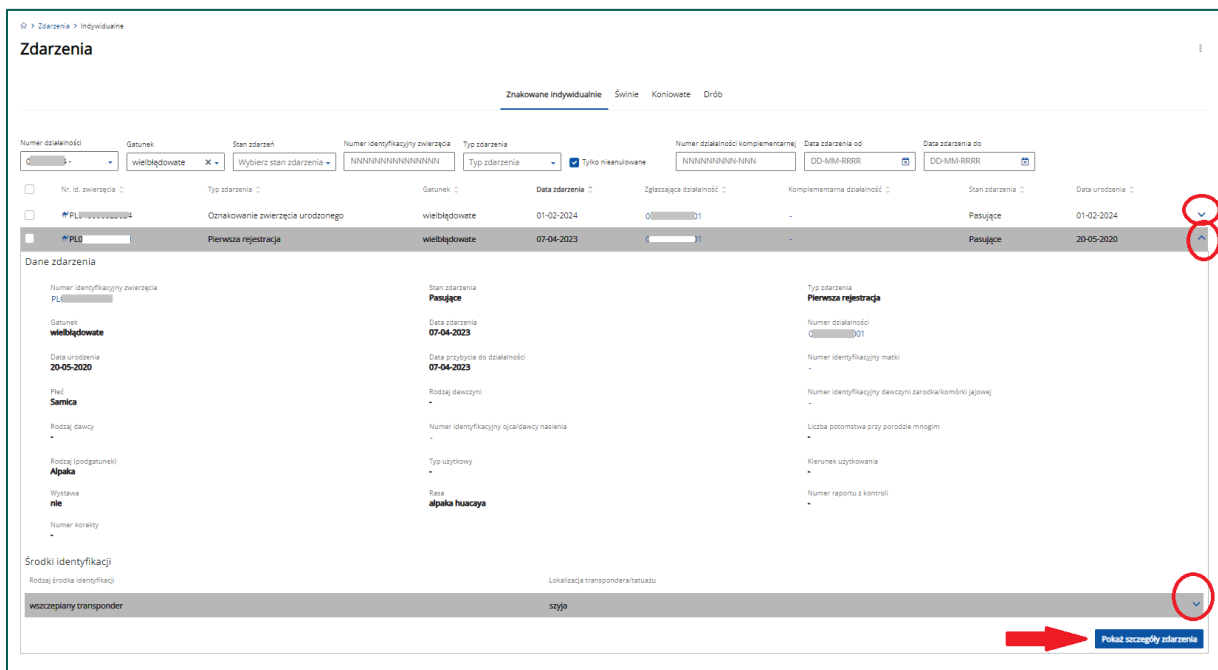 > Zdarzenia > Indywidualne
Zdarzenia
Znakowane indywidualnie Świnie Koniowate Drób
Numer działalności Gatunek Stan zdarzeń Numer identyfikacyjny zwierzęcia Typ zdarzenia Numer działalności komplementarnej Data zdarzenia od Data zdarzenia do
wielbłądowate Wybierz stan zdarzenia NNNNNNNNNNNNNN Typ zdarzenia Tylko nieanulowane NNNNNNNNN-NNN DD-MM-RRRR DD-MM-RRRR
Nr. id. zwierzęcia Typ zdarzenia Gatunek Data zdarzenia Zgłaszająca działalność Komplementarna działalność Stan zdarzenia Data urodzenia
Oznakowanie zwierzęcia urodzonego wielbłądowate 01-02-2024 - Pasujące 01-02-2024
Pierwsza rejestracja wielbłądowate 07-04-2023 - Pasujące 20-05-2020
Dane zdarzenia
Numer identyfikacyjny zwierzęcia Stan zdarzenia Typ zdarzenia
Pasujące Pierwsza rejestracja
Gatunek Data zdarzenia Numer działalności
wielbłądowate 07-04-2023
Data urodzenia Data przybycia do działalności Numer identyfikacyjny matki
20-05-2020 07-04-2023 -
Płeć Rodzaj dawczyni Numer identyfikacyjny dawczyni zarodka/komórki jajowej
Samica - -
Rodzaj dawcy Numer identyfikacyjny ojca/dawcy nasienia Liczba potomstwa przy porodzie mnogim
- - -
Rodzaj (podgatunek) Typ użytkowy Kierunek użytkowania
Alpaka - -
Wystawa Rasa Numer raportu z kontroli
nie alpaka huacaya -
Numer korekty
-
Środki identyfikacji
Rodzaj środka identyfikacji Lokalizacja transpondera/tatuażu
wszczepiany transponder szyja
Pokaż szczegóły zdarzenia